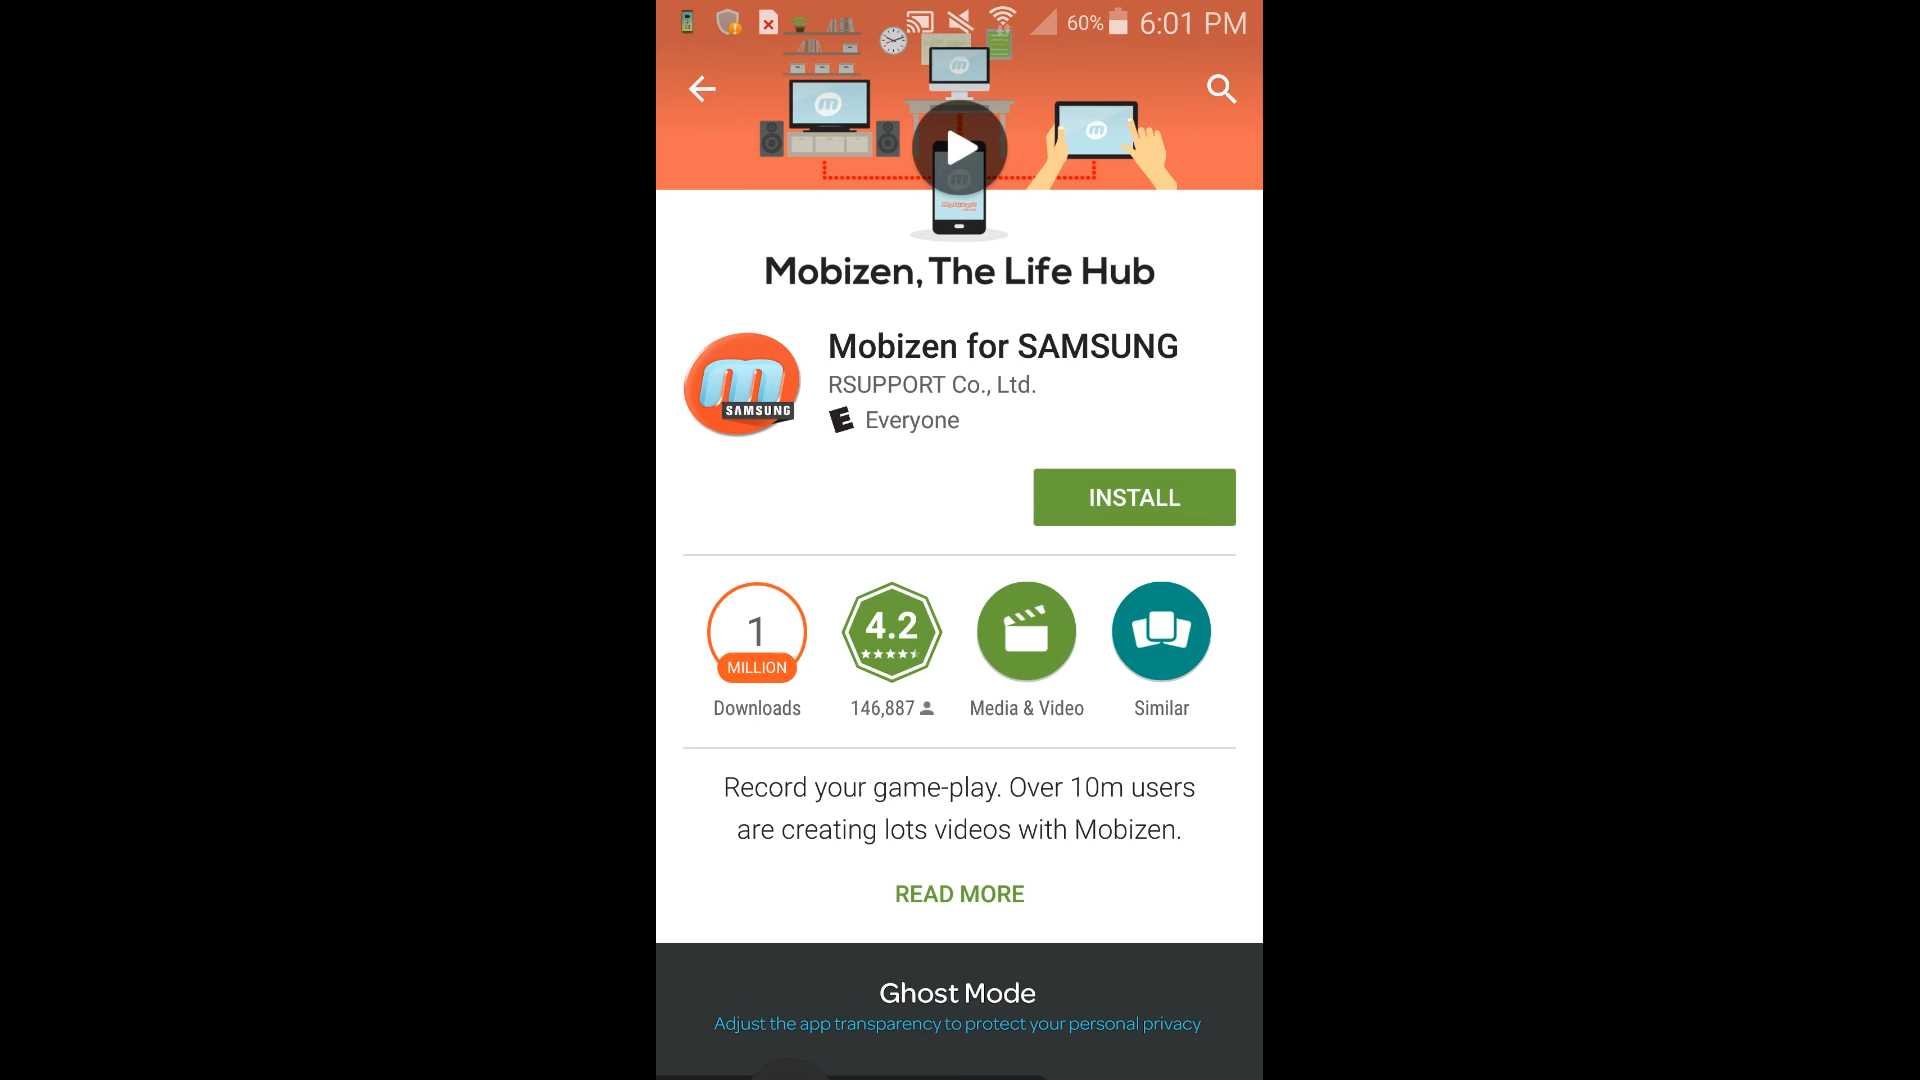 60% 6:01 PM
Mobizen, The Life Hub
Mobizen for SAMSUNG
SAMSUNG
RSUPPORT Co., Ltd.
E Everyone
INSTALL
1
MILLION
4.2
Downloads
146,887
Media & Video
Similar
Record your game-play. Over 10m users
are creating lots videos with Mobizen.
READ MORE
Ghost Mode
Adjust the app transparency to protect your personal privacy